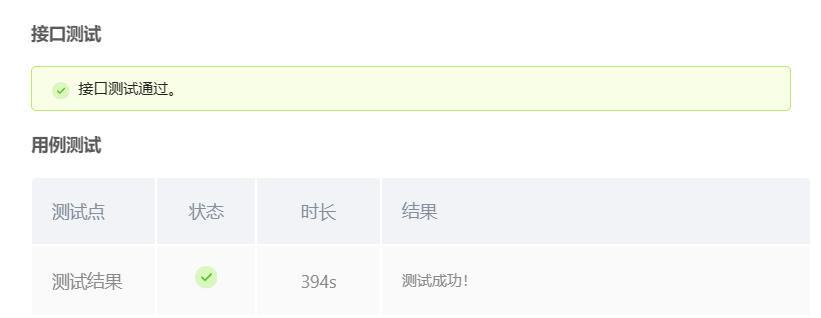 接口测试
接口测试通过。
用例测试
测试点 状态 时长 结果
测试结果 394s 测试成功！